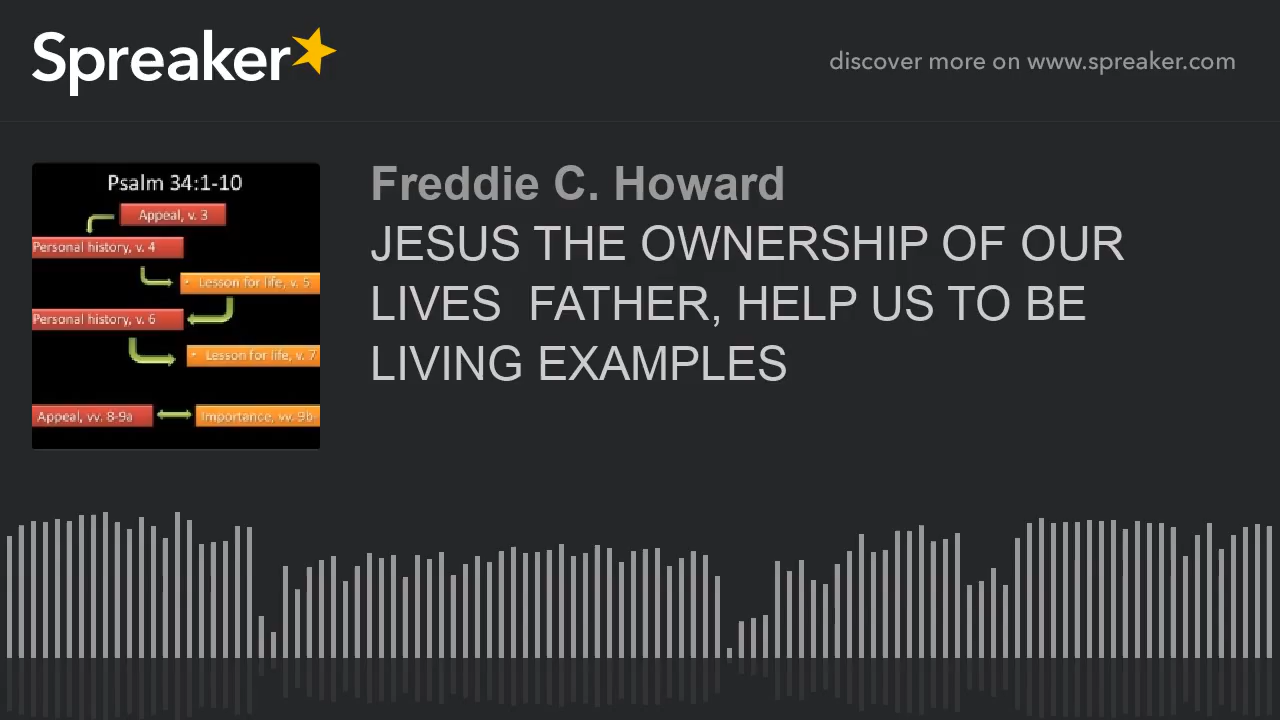 Spreaker
discover more on www.spreaker.com
Psalm 34:1-10
Appeal, v. 3
Personal history, v. 4
• Lesson for life, v. 5
Personal history, v. 6
• Lesson for life, v. 7
Appeal, vv. 8-9a
Importance, vv. 9b-
Freddie C. Howard
JESUS THE OWNERSHIP OF OUR
LIVES  FATHER, HELP US TO BE
LIVING EXAMPLES